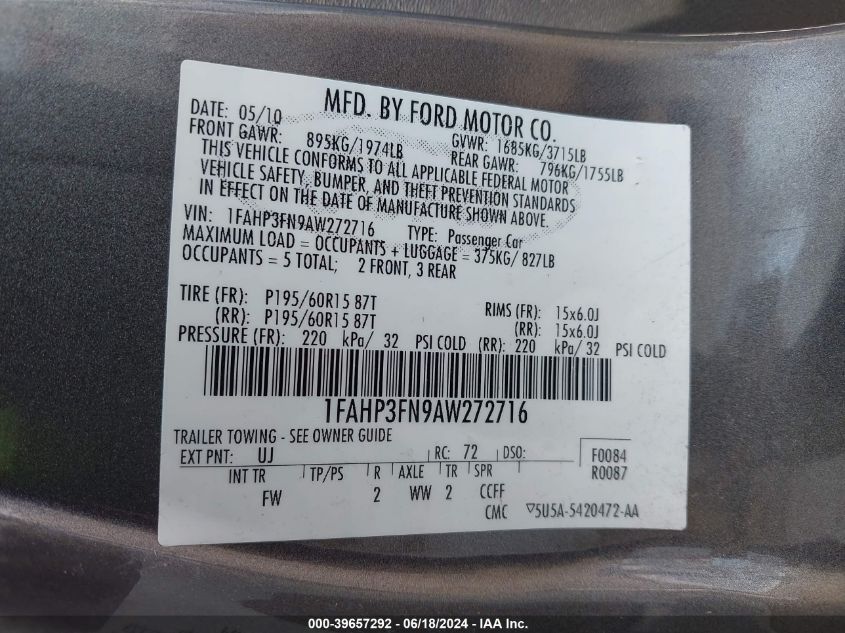 MFD. BY FORD MOTOR CO.
DATE: 05/10 GVWR: 1685KG/3715LB
FRONT GAWR: 895KG/1974LB REAR GAWR: 796KG/1755LB
THIS VEHICLE CONFORMS TO ALL APPLICABLE FEDERAL MOTOR
VEHICLE SAFETY, BUMPER, AND THEFT PREVENTION STANDARDS
IN EFFECT ON THE DATE OF MANUFACTURE SHOWN ABOVE.
VIN: 1FAHP3FN9AW272716 TYPE: Passenger Car
MAXIMUM LOAD = OCCUPANTS + LUGGAGE = 375KG/ 827LB
OCCUPANTS = 5 TOTAL; 2 FRONT, 3 REAR
TIRE (FR): P195/60R15 87T RIMS (FR): 15x6.0J
(RR): P195/60R15 87T (RR): 15x6.0J
PRESSURE (FR): 220 kPa/ 32 PSI COLD (RR): 220 kPa/ 32 PSI COLD
1FAHP3FN9AW272716
TRAILER TOWING - SEE OWNER GUIDE
EXT PNT: UJ RC: 72 DSO: F0084
INT TR TP/PS R AXLE TR SPR R0087
FW 2 WW 2 CCFF
CMC ▽5U5A-5420472-AA
000-39657292 - 06/18/2024 - IAA Inc.